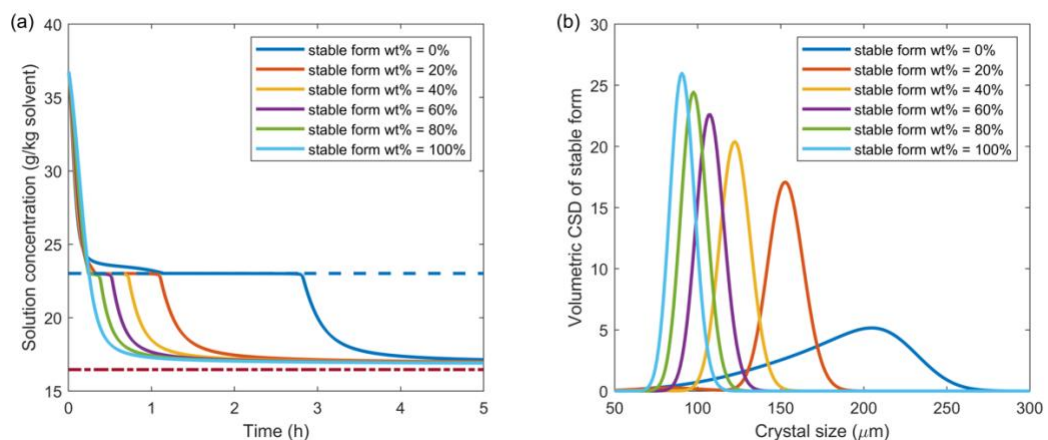 (a)
Solution concentration (g/kg solvent)
40
35
30
25
20
15
stable form wt% = 0%
stable form wt% = 20%
stable form wt% = 40%
stable form wt% = 60%
stable form wt% = 80%
stable form wt% = 100%
0 1 2 3 4 5
Time (h)
(b)
Volumetric CSD of stable form
30
25
20
15
10
5
0
stable form wt% = 0%
stable form wt% = 20%
stable form wt% = 40%
stable form wt% = 60%
stable form wt% = 80%
stable form wt% = 100%
50 100 150 200 250 300
Crystal size (μm)